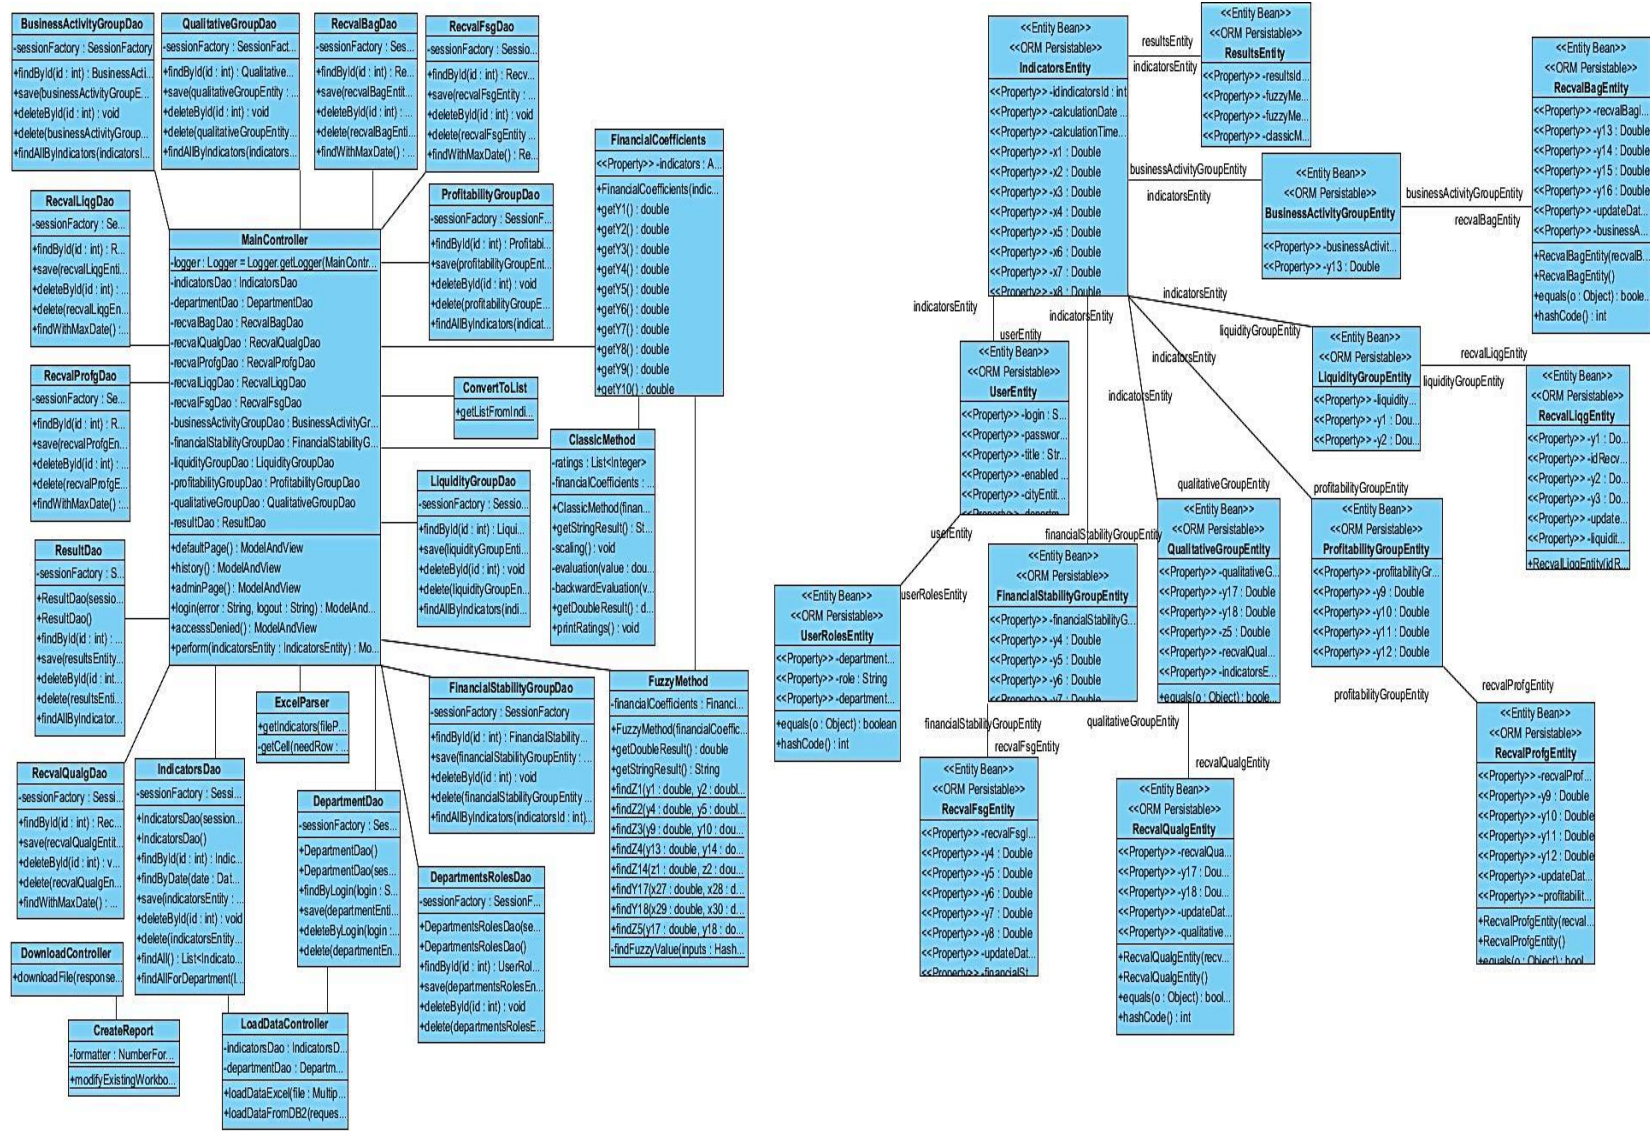 BusinessActivityGroupDao
-sessionFactory : SessionFactory
+findById(id : int) : BusinessActi...
+save(businessActivityGroupE...
+deleteById(id : int) : void
+delete(businessActivityGroup...
+findAllByIndicators(indicatorsI...
QualitativeGroupDao
-sessionFactory : SessionFact...
+findById(id : int) : Qualitative...
+save(qualitativeGroupEntity : ...
+deleteById(id : int) : void
+delete(qualitativeGroupEntity...
+findAllByIndicators(indicators...
RecvalBagDao
-sessionFactory : Ses...
+findById(id : int) : Re...
+save(recvalBagEntit...
+deleteById(id : int) : ...
+delete(recvalBagEnti...
+findWithMaxDate() : ...
RecvalFsgDao
-sessionFactory : Sessio...
+findById(id : int) : Recv...
+save(recvalFsgEntity : ...
+deleteById(id : int) : void
+delete(recvalFsgEntity ...
+findWithMaxDate() : Re...
RecvalLiqgDao
-sessionFactory : Se...
+findById(id : int) : R...
+save(recvalLiqgEnti...
+deleteById(id : int) : ...
+delete(recvalLiqgEn...
+findWithMaxDate() :...
RecvalProfgDao
-sessionFactory : Se...
+findById(id : int) : R...
+save(recvalProfgEn...
+deleteById(id : int) : ...
+delete(recvalProfgE...
+findWithMaxDate() : ...
MainController
-logger : Logger = Logger.getLogger(MainContr...
-indicatorsDao : IndicatorsDao
-departmentDao : DepartmentDao
-recvalBagDao : RecvalBagDao
-recvalQualgDao : RecvalQualgDao
-recvalProfgDao : RecvalProfgDao
-recvalLiqgDao : RecvalLiqgDao
-recvalFsgDao : RecvalFsgDao
-businessActivityGroupDao : BusinessActivityGr...
-financialStabilityGroupDao : FinancialStabilityG...
-liquidityGroupDao : LiquidityGroupDao
-profitabilityGroupDao : ProfitabilityGroupDao
-qualitativeGroupDao : QualitativeGroupDao
-resultDao : ResultDao
+defaultPage() : ModelAndView
+history() : ModelAndView
+adminPage() : ModelAndView
+login(error : String, logout : String) : ModelAnd...
+accesssDenied() : ModelAndView
+perform(indicatorsEntity : IndicatorsEntity) : Mo...
ProfitabilityGroupDao
-sessionFactory : SessionF...
+findById(id : int) : Profitabi...
+save(profitabilityGroupEnt...
+deleteById(id : int) : void
+delete(profitabilityGroupE...
+findAllByIndicators(indicat...
FinancialCoefficients
<<Property>> -indicators : A...
+FinancialCoefficients(indic...
+getY1() : double
+getY2() : double
+getY3() : double
+getY4() : double
+getY5() : double
+getY6() : double
+getY7() : double
+getY8() : double
+getY9() : double
+getY10() : double
ConvertToList
+getListFromIndi...
ClassicMethod
-ratings : List<Integer>
-financialCoefficients : ...
+ClassicMethod(finan...
+getStringResult() : St...
-scaling() : void
-evaluation(value : dou...
-backwardEvaluation(v...
+getDoubleResult() : d...
+printRatings() : void
LiquidityGroupDao
-sessionFactory : Sessio...
+findById(id : int) : Liqui...
+save(liquidityGroupEnti...
+deleteById(id : int) : void
+delete(liquidityGroupEn...
+findAllByIndicators(indi...
ResultDao
-sessionFactory : S...
+ResultDao(sessio...
+ResultDao()
+findById(id : int) : ...
+save(resultsEntity...
+deleteById(id : int...
+delete(resultsEnti...
+findAllByIndicator...
ExcelParser
+getIndicators(fileP...
-getCell(needRow : ...
FinancialStabilityGroupDao
-sessionFactory : SessionFactory
+findById(id : int) : FinancialStability...
+save(financialStabilityGroupEntity : ...
+deleteById(id : int) : void
+delete(financialStabilityGroupEntity ...
+findAllByIndicators(indicatorsId : int)...
FuzzyMethod
-financialCoefficients : Financi...
+FuzzyMethod(financialCoeffic...
+getDoubleResult() : double
+getStringResult() : String
+findZ1(y1 : double, y2 : doubl...
+findZ2(y4 : double, y5 : doubl...
+findZ3(y9 : double, y10 : dou...
+findZ4(y13 : double, y14 : do...
+findZ14(z1 : double, z2 : dou...
+findY17(x27 : double, x28 : d...
+findY18(x29 : double, x30 : d...
+findZ5(y17 : double, y18 : do...
-findFuzzyValue(inputs : Hash...
RecvalQualgDao
-sessionFactory : Sessi...
+findById(id : int) : Rec...
+save(recvalQualgEntit...
+deleteById(id : int) : v...
+delete(recvalQualgEn...
+findWithMaxDate() : ...
IndicatorsDao
-sessionFactory : Sessi...
+IndicatorsDao(session...
+IndicatorsDao()
+findById(id : int) : Indic...
+findByDate(date : Dat...
+save(indicatorsEntity : ...
+deleteById(id : int) : void
+delete(indicatorsEntity...
+findAll() : List<Indicato...
+findAllForDepartment(l...
DepartmentDao
-sessionFactory : Ses...
+DepartmentDao()
+DepartmentDao(ses...
+findByLogin(login : S...
+save(departmentEnti...
+deleteByLogin(login : ...
+delete(departmentEn...
DepartmentsRolesDao
-sessionFactory : SessionF...
+DepartmentsRolesDao(se...
+DepartmentsRolesDao()
+findById(id : int) : UserRol...
+save(departmentsRolesEn...
+deleteById(id : int) : void
+delete(departmentsRolesE...
DownloadController
+downloadFile(response...
CreateReport
-formatter : NumberFor...
+modifyExistingWorkbo...
LoadDataController
-indicatorsDao : IndicatorsD...
-departmentDao : Departm...
+loadDataExcel(file : Multip...
+loadDataFromDB2(reques...
<<Entity Bean>>
<<ORM Persistable>>
IndicatorsEntity
<<Property>> -idindicatorsId : int
<<Property>> -calculationDate ...
<<Property>> -calculationTime...
<<Property>> -x1 : Double
<<Property>> -x2 : Double
<<Property>> -x3 : Double
<<Property>> -x4 : Double
<<Property>> -x5 : Double
<<Property>> -x6 : Double
<<Property>> -x7 : Double
<<Property>> -x8 : Double
resultsEntity
indicatorsEntity
<<Entity Bean>>
<<ORM Persistable>>
ResultsEntity
<<Property>> -resultsId...
<<Property>> -fuzzyMe...
<<Property>> -fuzzyMe...
<<Property>> -classicM...
businessActivityGroupEntity
indicatorsEntity
<<Entity Bean>>
<<ORM Persistable>>
BusinessActivityGroupEntity
<<Property>> -businessActivit...
<<Property>> -y13 : Double
businessActivityGroupEntity
recvalBagEntity
<<Entity Bean>>
<<ORM Persistable>>
RecvalBagEntity
<<Property>> -recvalBagI...
<<Property>> -y13 : Double
<<Property>> -y14 : Double
<<Property>> -y15 : Double
<<Property>> -y16 : Double
<<Property>> -updateDat...
<<Property>> -businessA...
+RecvalBagEntity(recvalB...
+RecvalBagEntity()
+equals(o : Object) : boole...
+hashCode() : int
indicatorsEntity
userEntity
indicatorsEntity
indicatorsEntity
indicatorsEntity
indicatorsEntity
liquidityGroupEntity
<<Entity Bean>>
<<ORM Persistable>>
UserEntity
<<Property>> -login : S...
<<Property>> -passwor...
<<Property>> -title : Str...
<<Property>> -enabled ...
<<Property>> -cityEntit...
<<Property>> -departm...
<<Entity Bean>>
<<ORM Persistable>>
LiquidityGroupEntity
<<Property>> -liquidity...
<<Property>> -y1 : Dou...
<<Property>> -y2 : Dou...
recvalLiqgEntity
liquidityGroupEntity
<<Entity Bean>>
<<ORM Persistable>>
RecvalLiqgEntity
<<Property>> -y1 : Do...
<<Property>> -idRecv...
<<Property>> -y2 : Do...
<<Property>> -y3 : Do...
<<Property>> -update...
<<Property>> -liquidit...
+RecvalLiqgEntity(idR...
userEntity
userRolesEntity
<<Entity Bean>>
<<ORM Persistable>>
UserRolesEntity
<<Property>> -department...
<<Property>> -role : String
<<Property>> -department...
+equals(o : Object) : boolean
+hashCode() : int
financialStabilityGroupEntity
<<Entity Bean>>
<<ORM Persistable>>
FinancialStabilityGroupEntity
<<Property>> -financialStabilityG...
<<Property>> -y4 : Double
<<Property>> -y5 : Double
<<Property>> -y6 : Double
<<Property>> -y7 : Double
qualitativeGroupEntity
<<Entity Bean>>
<<ORM Persistable>>
QualitativeGroupEntity
<<Property>> -qualitativeG...
<<Property>> -y17 : Double
<<Property>> -y18 : Double
<<Property>> -z5 : Double
<<Property>> -recvalQual...
<<Property>> -indicatorsE...
+equals(o : Object) : boole...
profitabilityGroupEntity
<<Entity Bean>>
<<ORM Persistable>>
ProfitabilityGroupEntity
<<Property>> -profitabilityGr...
<<Property>> -y9 : Double
<<Property>> -y10 : Double
<<Property>> -y11 : Double
<<Property>> -y12 : Double
financialStabilityGroupEntity
recvalFsgEntity
<<Entity Bean>>
<<ORM Persistable>>
RecvalFsgEntity
<<Property>> -recvalFsgI...
<<Property>> -y4 : Double
<<Property>> -y5 : Double
<<Property>> -y6 : Double
<<Property>> -y7 : Double
<<Property>> -y8 : Double
<<Property>> -updateDat...
<<Property>> -financialSt...
qualitativeGroupEntity
recvalQualgEntity
<<Entity Bean>>
<<ORM Persistable>>
RecvalQualgEntity
<<Property>> -recvalQua...
<<Property>> -y17 : Dou...
<<Property>> -y18 : Dou...
<<Property>> -updateDat...
<<Property>> -qualitative...
+RecvalQualgEntity(recv...
+RecvalQualgEntity()
+equals(o : Object) : bool...
+hashCode() : int
profitabilityGroupEntity
recvalProfgEntity
<<Entity Bean>>
<<ORM Persistable>>
RecvalProfgEntity
<<Property>> -recvalProf...
<<Property>> -y9 : Double
<<Property>> -y10 : Double
<<Property>> -y11 : Double
<<Property>> -y12 : Double
<<Property>> -updateDat...
<<Property>> ~profitabilit...
+RecvalProfgEntity(recval...
+RecvalProfgEntity()
+equals(o : Object) : bool...